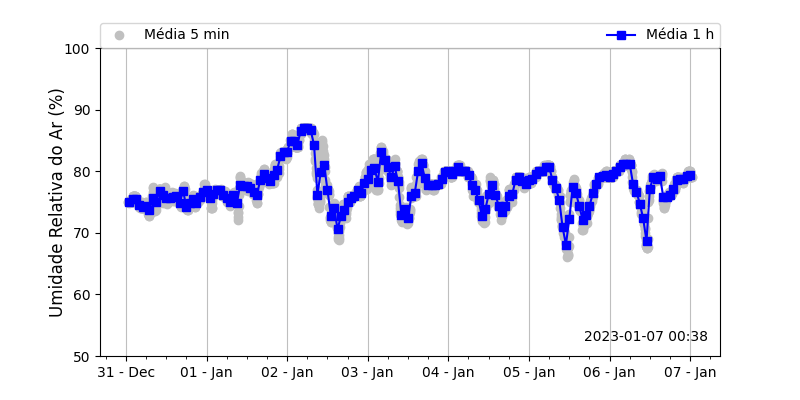 Média 5 min
Média 1 h
Umidade Relativa do Ar (%)
100
90
80
70
60
50
2023-01-07 00:38
31 - Dec
01 - Jan
02 - Jan
03 - Jan
04 - Jan
05 - Jan
06 - Jan
07 - Jan